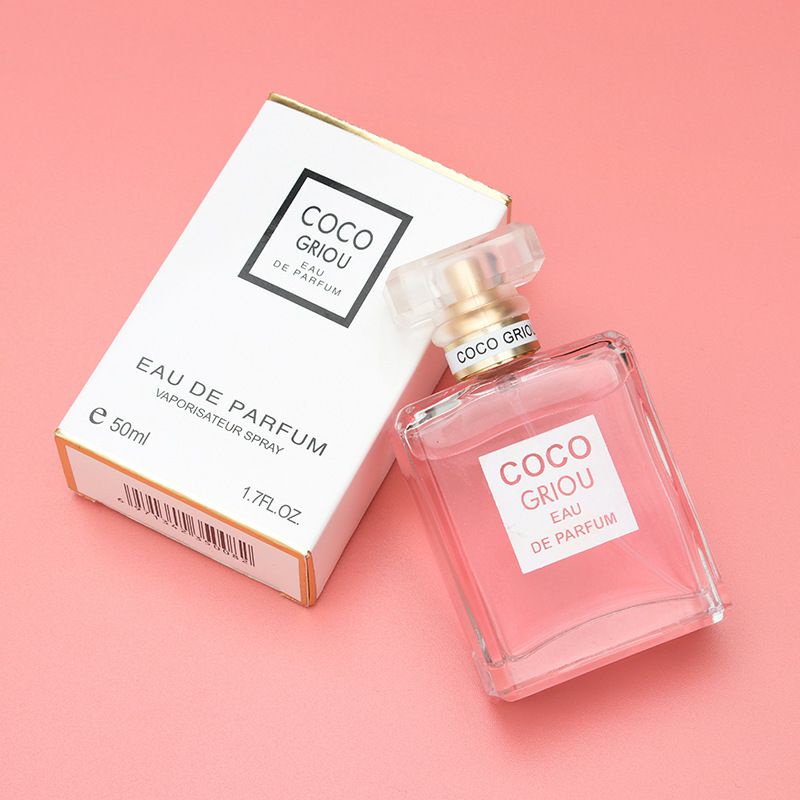 COCO
GRIOU
EAU
DE PARFUM
EAU DE PARFUM
VAPORISATEUR SPRAY
e 50ml
1.7FL.OZ.
COCO GRIOU
COCO
GRIOU
EAU
DE PARFUM